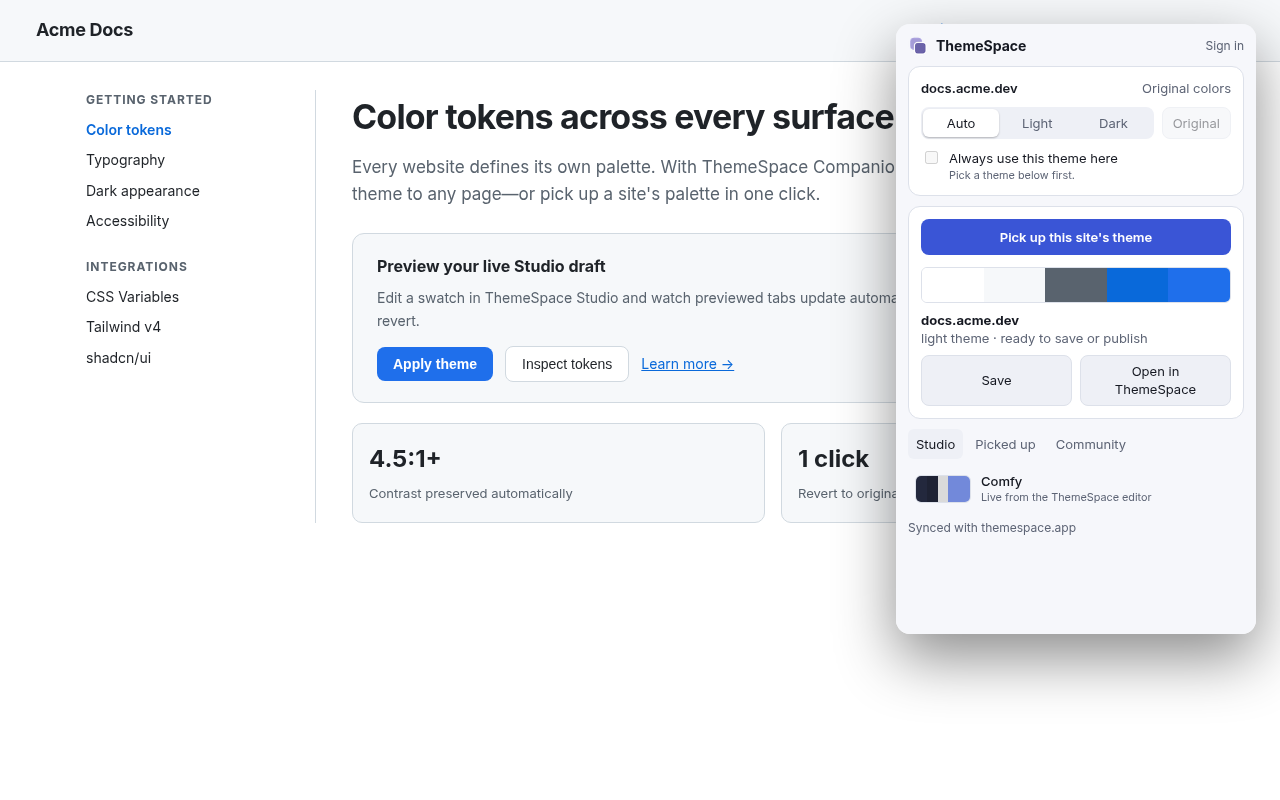 Acme Docs
GETTING STARTED
Color tokens
Typography
Dark appearance
Accessibility
INTEGRATIONS
CSS Variables
Tailwind v4
shadcn/ui
Color tokens across every surface
Every website defines its own palette. With ThemeSpace
theme to any page—or pick up a site's palette in one click.
Preview your live Studio draft
Edit a swatch in ThemeSpace Studio and watch previewed tabs update
revert.
Apply theme
Inspect tokens
Learn more →
4.5:1+
Contrast preserved automatically
1 click
Revert to
ThemeSpace
Sign in
docs.acme.dev
Original colors
Auto
Light
Dark
Original
Always use this theme here
Pick a theme below first.
Pick up this site's theme
docs.acme.dev
light theme · ready to save or publish
Save
Open in
ThemeSpace
Studio
Picked up
Community
Comfy
Live from the ThemeSpace editor
Synced with themespace.app